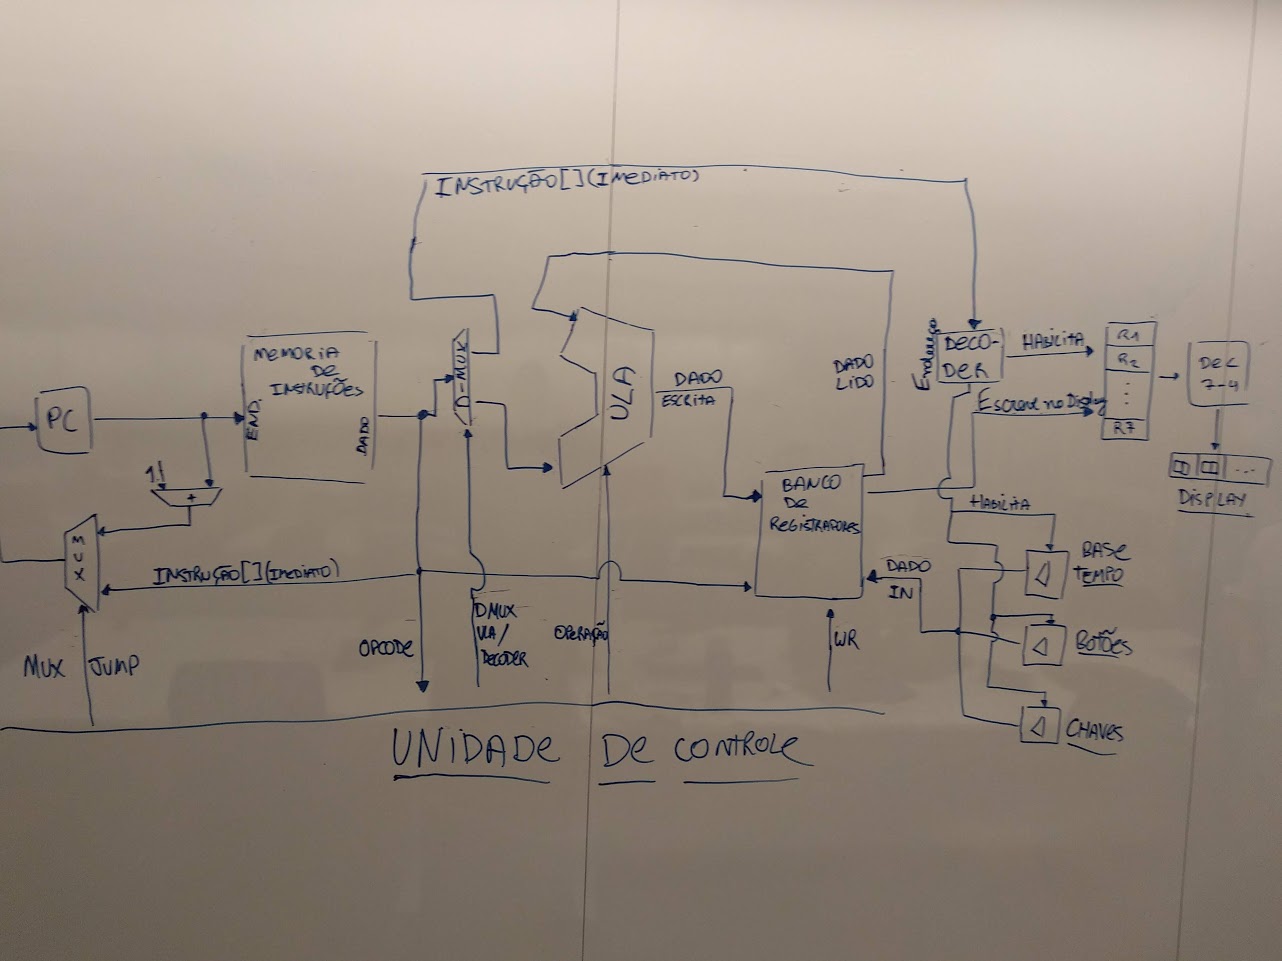 INSTRUÇÃO[](IMEDIATO)
PC
MEMORIA
DE
INSTRUÇÕES
END.
DADO
D-MUX
ULA
DADO
ESCRITA
DADO
LIDO
Endereço
DECO-
DER
HABILITA
Escreve no Display
R1
R2
⋮
R7
DEC
7-4
...
DISPLAY
1
+
MUX
INSTRUÇÃO[](IMEDIATO)
BANCO
DE
REGISTRADORES
HABILITA
BASE
TEMPO
DADO
IN
BOTÕES
CHAVES
MUX JUMP
OPCODE
DMUX
ULA/
DECODER
OPERAÇÃO
WR
UNIDADE DE CONTROLE